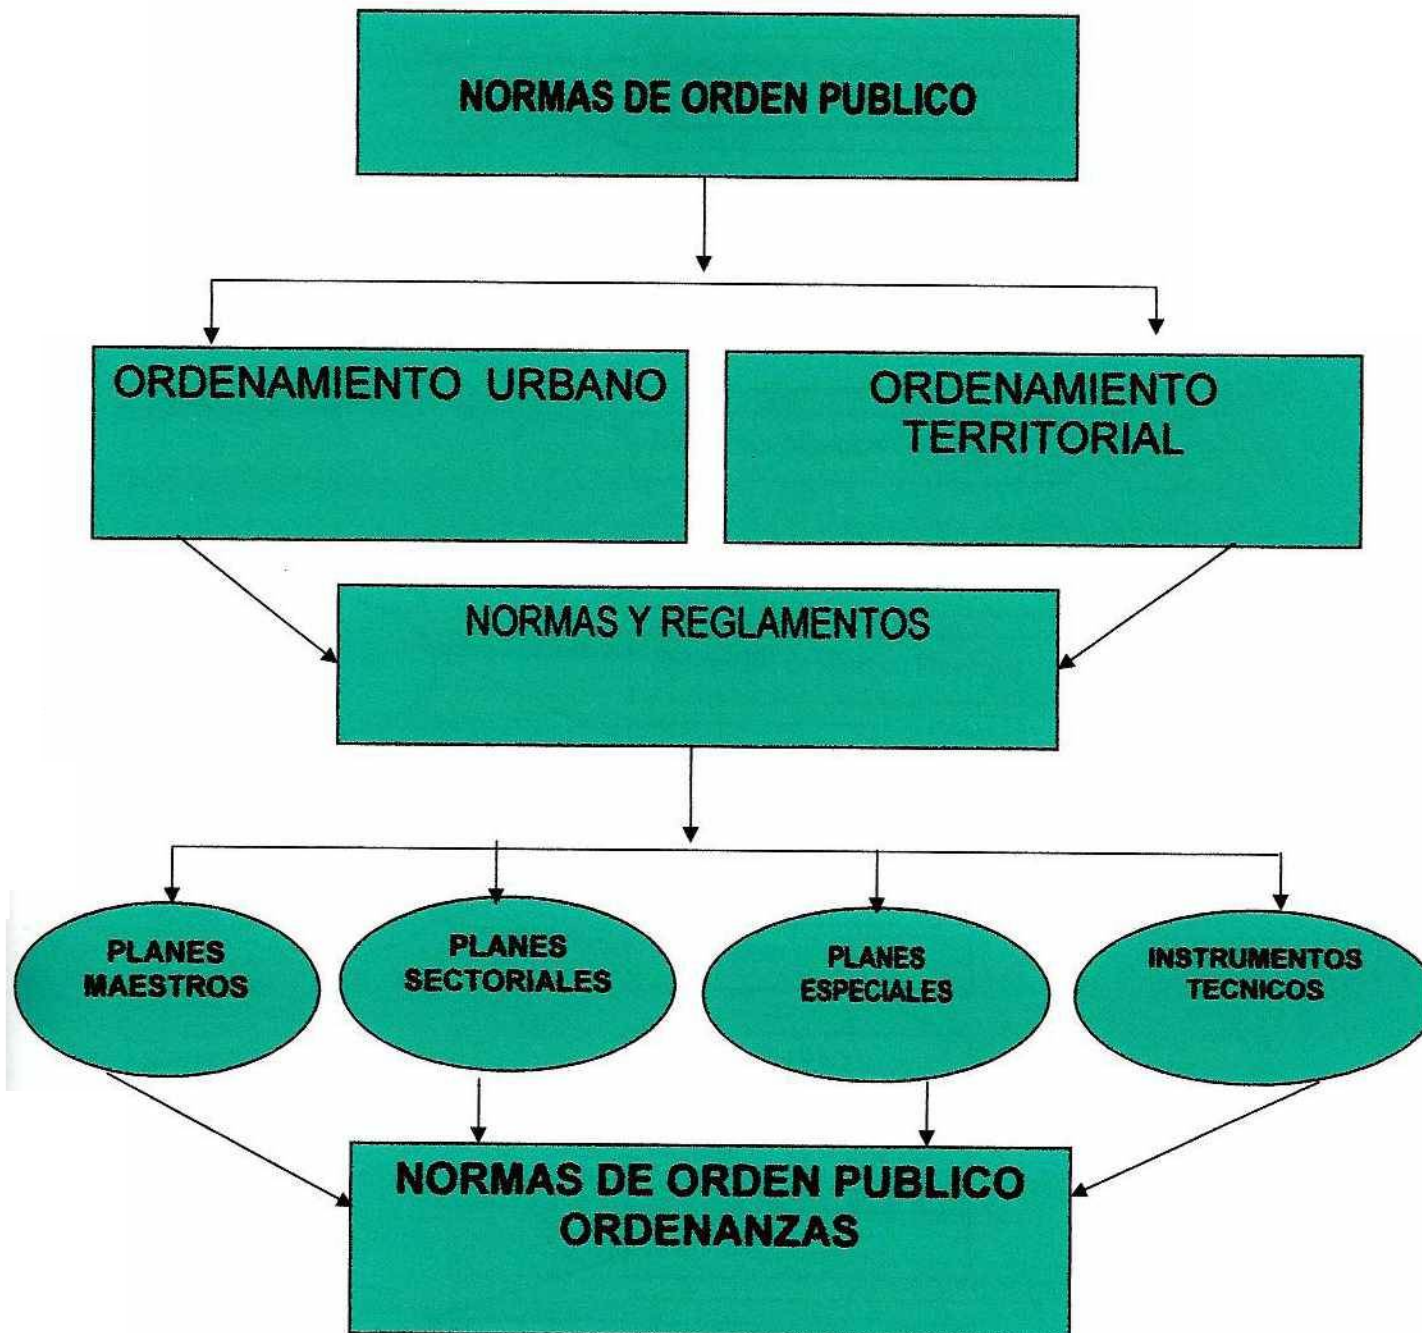 NORMAS DE ORDEN PUBLICO
ORDENAMIENTO URBANO
ORDENAMIENTO
TERRITORIAL
NORMAS Y REGLAMENTOS
PLANES
MAESTROS
PLANES
SECTORIALES
PLANES
ESPECIALES
INSTRUMENTOS
TECNICOS
NORMAS DE ORDEN PUBLICO
ORDENANZAS